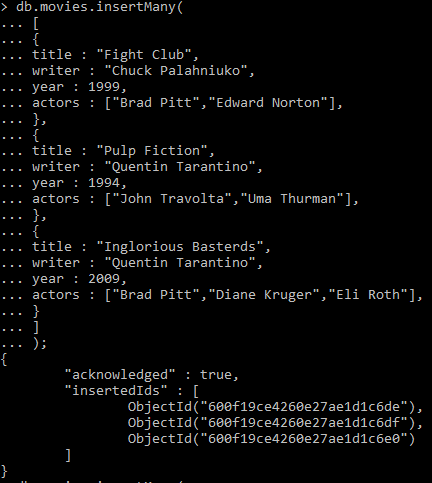 > db.movies.insertMany(
... [
... {
... title : "Fight Club",
... writer : "Chuck Palahniuko",
... year : 1999,
... actors : ["Brad Pitt","Edward Norton"],
... },
... {
... title : "Pulp Fiction",
... writer : "Quentin Tarantino",
... year : 1994,
... actors : ["John Travolta","Uma Thurman"],
... },
... {
... title : "Inglorious Basterds",
... writer : "Quentin Tarantino",
... year : 2009,
... actors : ["Brad Pitt","Diane Kruger","Eli Roth"],
... }
... ]
... );
{
        "acknowledged" : true,
        "insertedIds" : [
                ObjectId("600f19ce4260e27ae1d1c6de"),
                ObjectId("600f19ce4260e27ae1d1c6df"),
                ObjectId("600f19ce4260e27ae1d1c6e0")
        ]
}